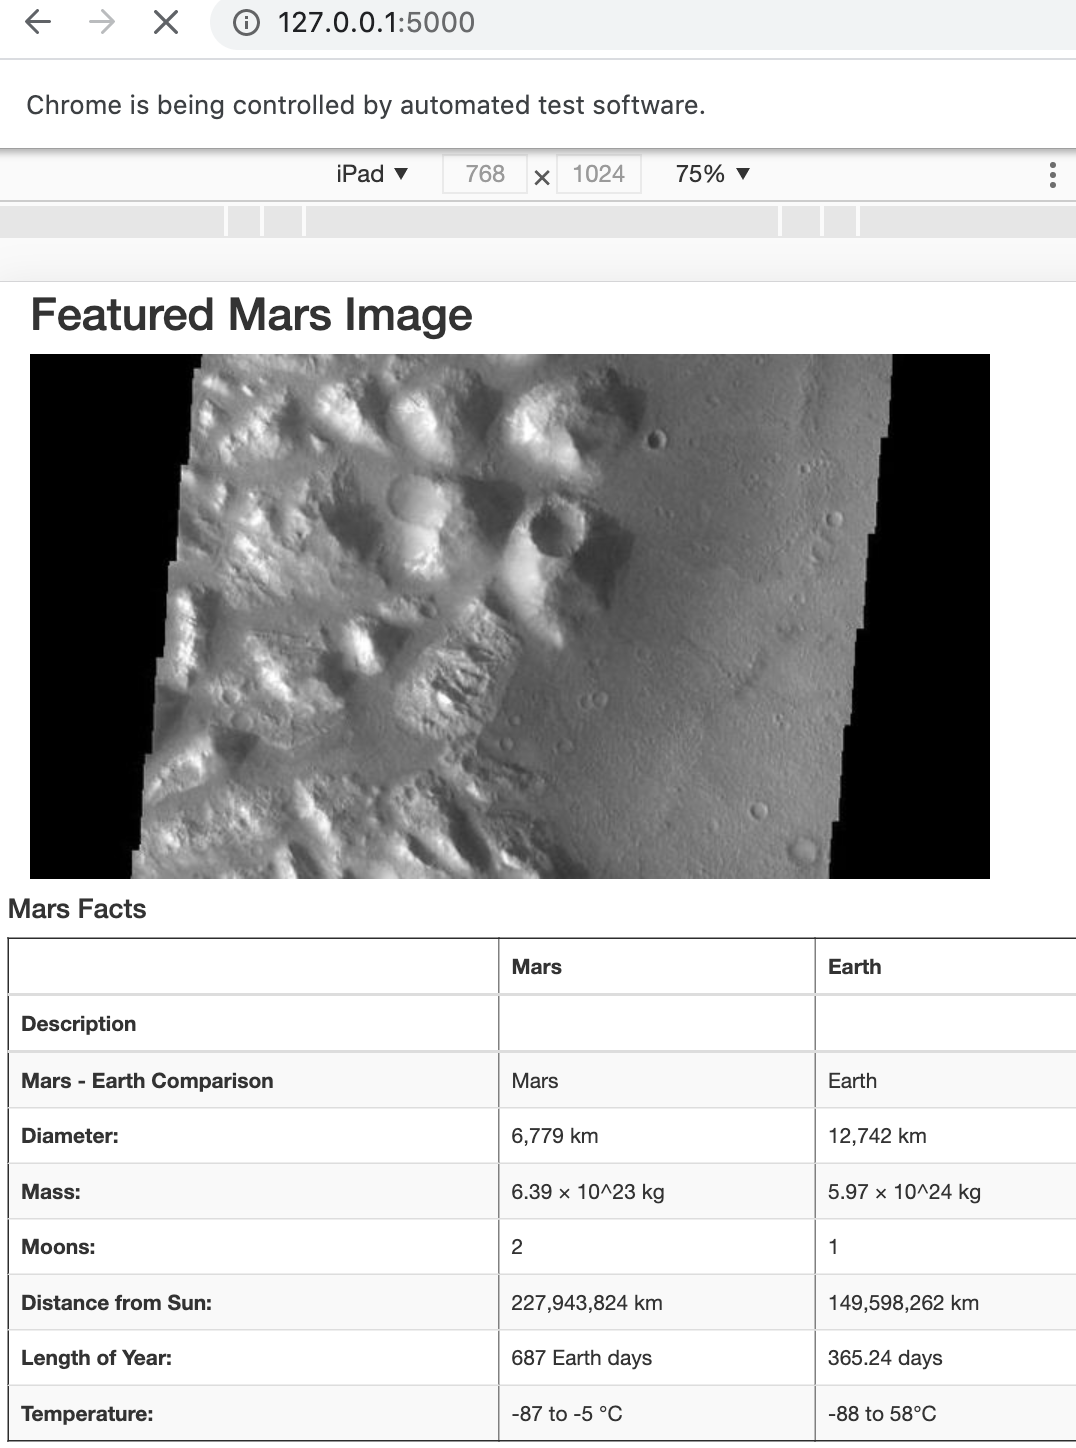 127.0.0.1:5000
Chrome is being controlled by automated test software.
iPad ▼ 768 × 1024 75% ▼
Featured Mars Image
Mars Facts
Mars Earth
Description
Mars - Earth Comparison Mars Earth
Diameter: 6,779 km 12,742 km
Mass: 6.39 × 10^23 kg 5.97 × 10^24 kg
Moons: 2 1
Distance from Sun: 227,943,824 km 149,598,262 km
Length of Year: 687 Earth days 365.24 days
Temperature: -87 to -5 °C -88 to 58°C